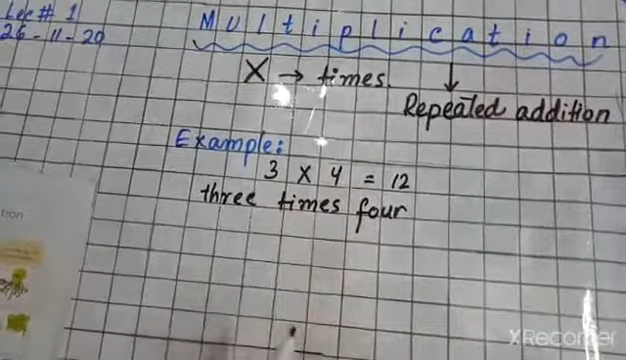 Lec # 1
26-11-20
Multiplication
X → times.
↓
Repeated addition
Example:
3 X 4 = 12
three times four
tion
XRecorder